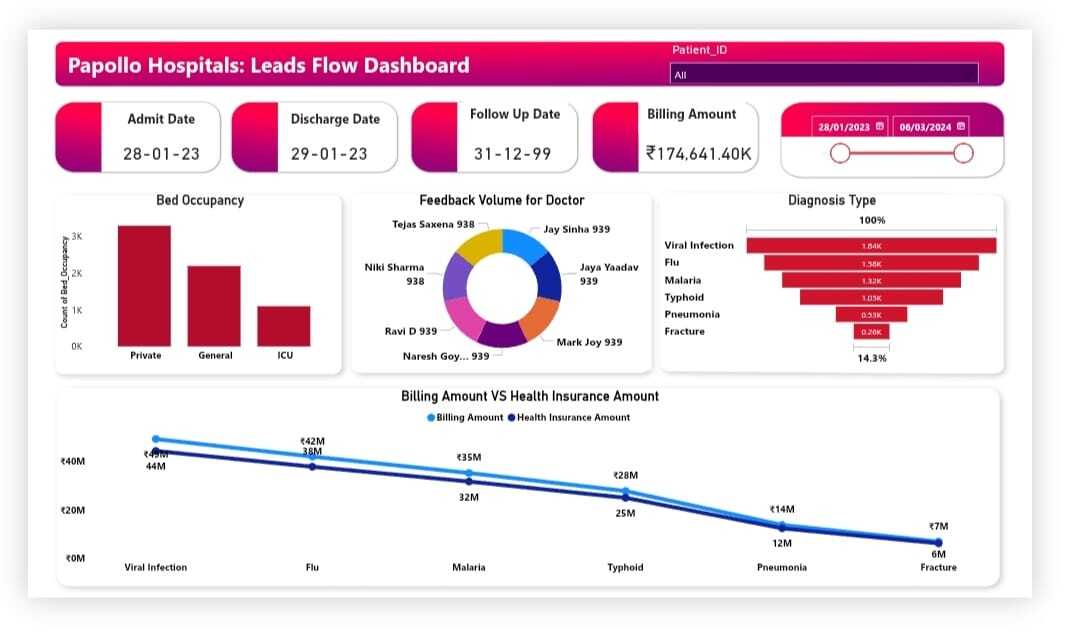 Papollo Hospitals: Leads Flow Dashboard
Patient_ID
All
Admit Date
28-01-23
Discharge Date
29-01-23
Follow Up Date
31-12-99
Billing Amount
₹174,641.40K
28/01/2023
06/03/2024
Bed Occupancy
Count of Bed_Occupancy
3K
2K
1K
0K
Private
General
ICU
Feedback Volume for Doctor
Tejas Saxena 938
Jay Sinha 939
Niki Sharma
938
Jaya Yaadav
939
Ravi D 939
Mark Joy 939
Naresh Goy... 939
Diagnosis Type
100%
Viral Infection
1.84K
Flu
1.58K
Malaria
1.32K
Typhoid
1.05K
Pneumonia
0.53K
Fracture
0.26K
14.3%
Billing Amount VS Health Insurance Amount
Billing Amount
Health Insurance Amount
₹40M
₹20M
₹0M
₹49M
44M
₹42M
38M
₹35M
32M
₹28M
25M
₹14M
12M
₹7M
6M
Viral Infection
Flu
Malaria
Typhoid
Pneumonia
Fracture